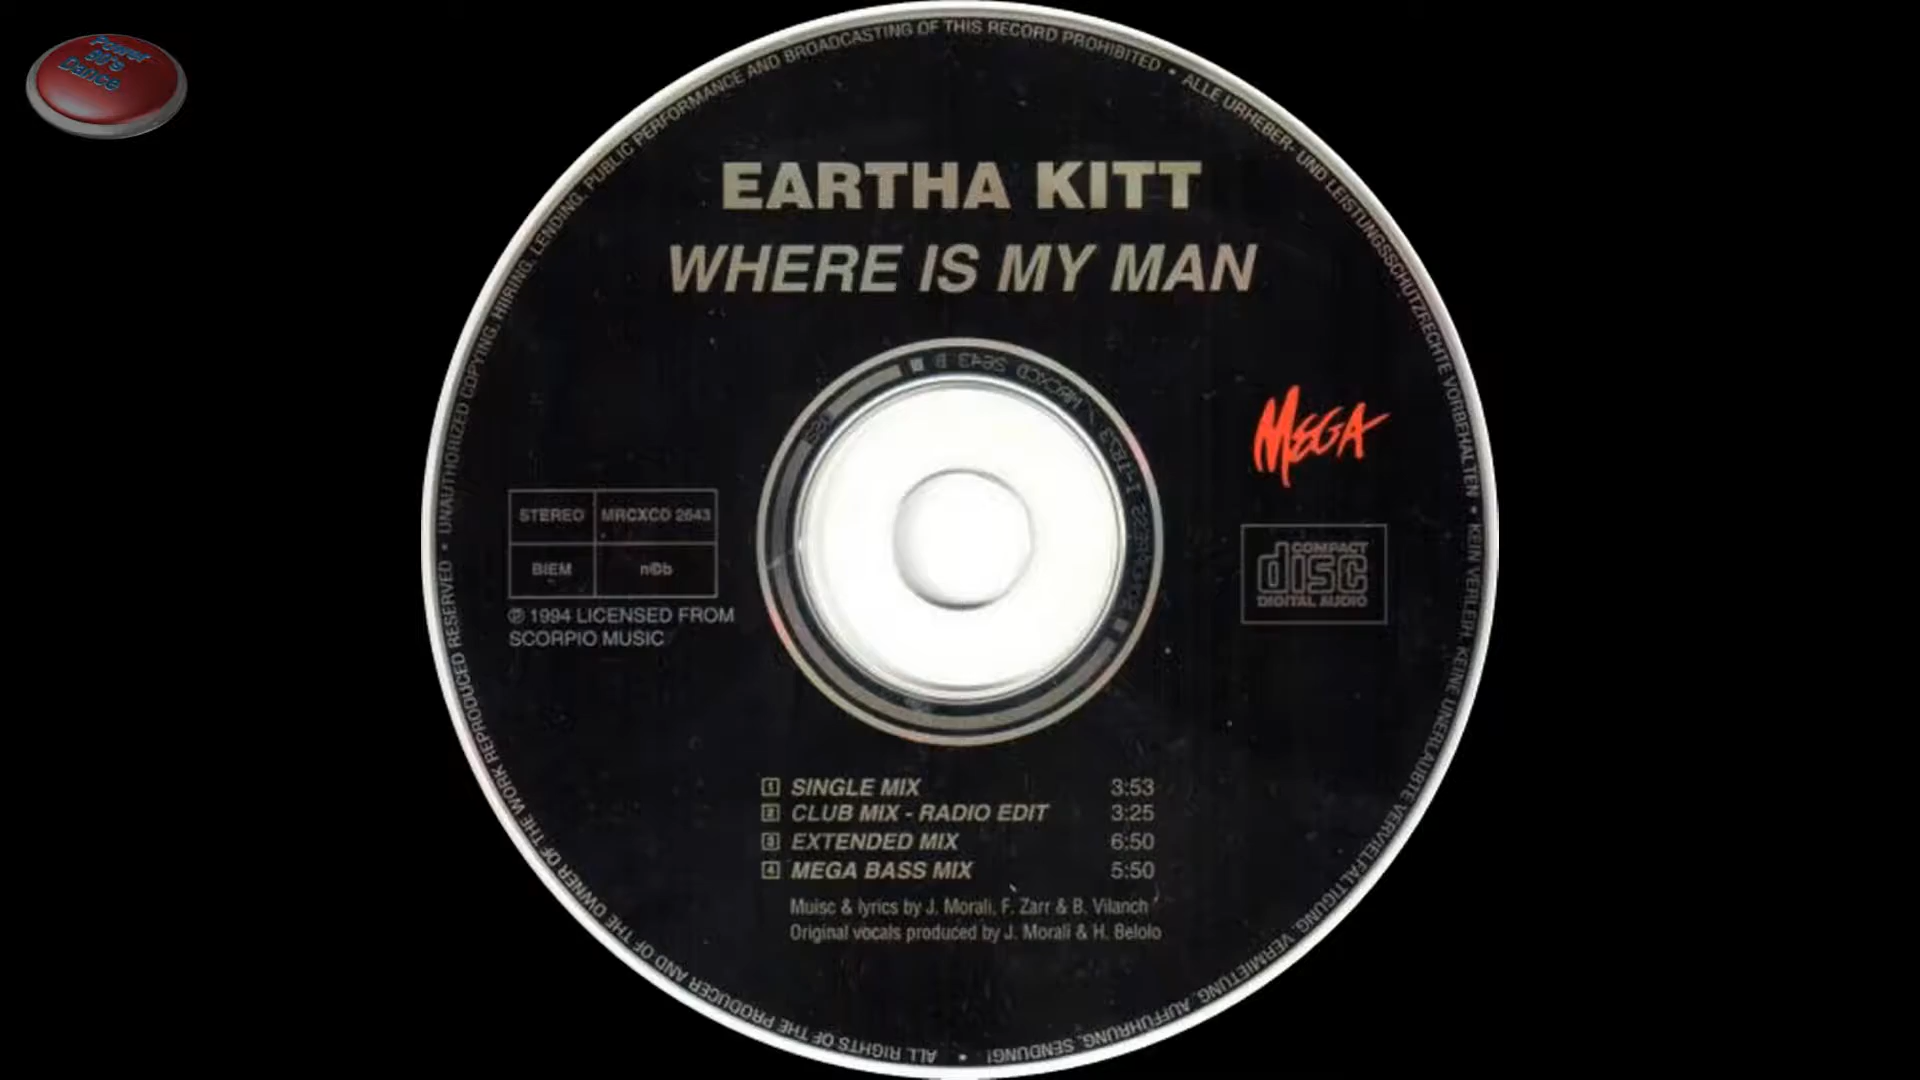 Power
90's
Dance
UNAUTHORIZED COPYING, HIRING, LENDING, PUBLIC PERFORMANCE AND BROADCASTING OF THIS RECORD PROHIBITED • ALLE URHEBER- UND LEISTUNGSSCHUTZRECHTE VORBEHALTEN • KEIN VERLEIH, KEINE UNERLAUBTE VERVIELFÄLTIGUNG, VERMIETUNG, AUFFÜHRUNG, SENDUNG! • ALL RIGHTS OF THE PRODUCER AND OF THE OWNER OF THE WORK REPRODUCED RESERVED •
EARTHA KITT
WHERE IS MY MAN
MEGA
STEREO MRCXCD 2643
BIEM n©b
℗ 1994 LICENSED FROM
SCORPIO MUSIC
COMPACT
disc
DIGITAL AUDIO
1 SINGLE MIX 3:53
2 CLUB MIX - RADIO EDIT 3:25
3 EXTENDED MIX 6:50
4 MEGA BASS MIX 5:50
Muisc & lyrics by J. Morali, F. Zarr & B. Vilanch
Original vocals produced by J. Morali & H. Belolo